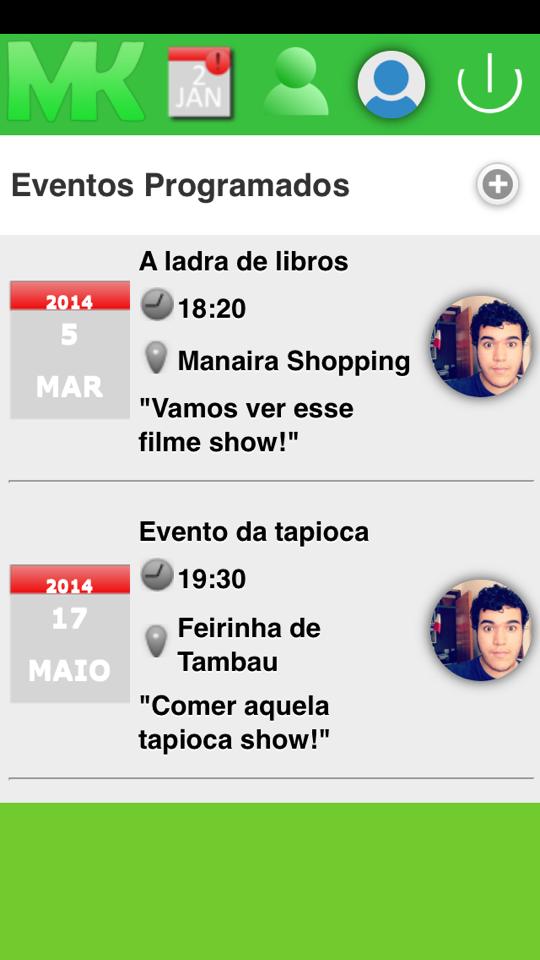 MK
2
JAN
Eventos Programados
A ladra de libros
2014
5
MAR
18:20
Manaira Shopping
"Vamos ver esse
filme show!"
Evento da tapioca
2014
17
MAIO
19:30
Feirinha de
Tambau
"Comer aquela
tapioca show!"